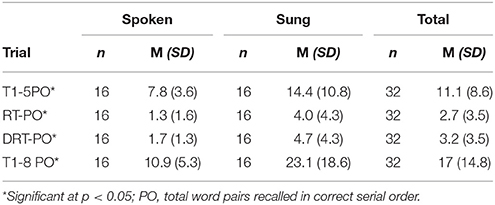 Spoken Sung Total
Trial n M (SD) n M (SD) n M (SD)
T1-5PO* 16 7.8 (3.6) 16 14.4 (10.8) 32 11.1 (8.6)
RT-PO* 16 1.3 (1.6) 16 4.0 (4.3) 32 2.7 (3.5)
DRT-PO* 16 1.7 (1.3) 16 4.7 (4.3) 32 3.2 (3.5)
T1-8 PO* 16 10.9 (5.3) 16 23.1 (18.6) 32 17 (14.8)
*Significant at p < 0.05; PO, total word pairs recalled in correct serial order.